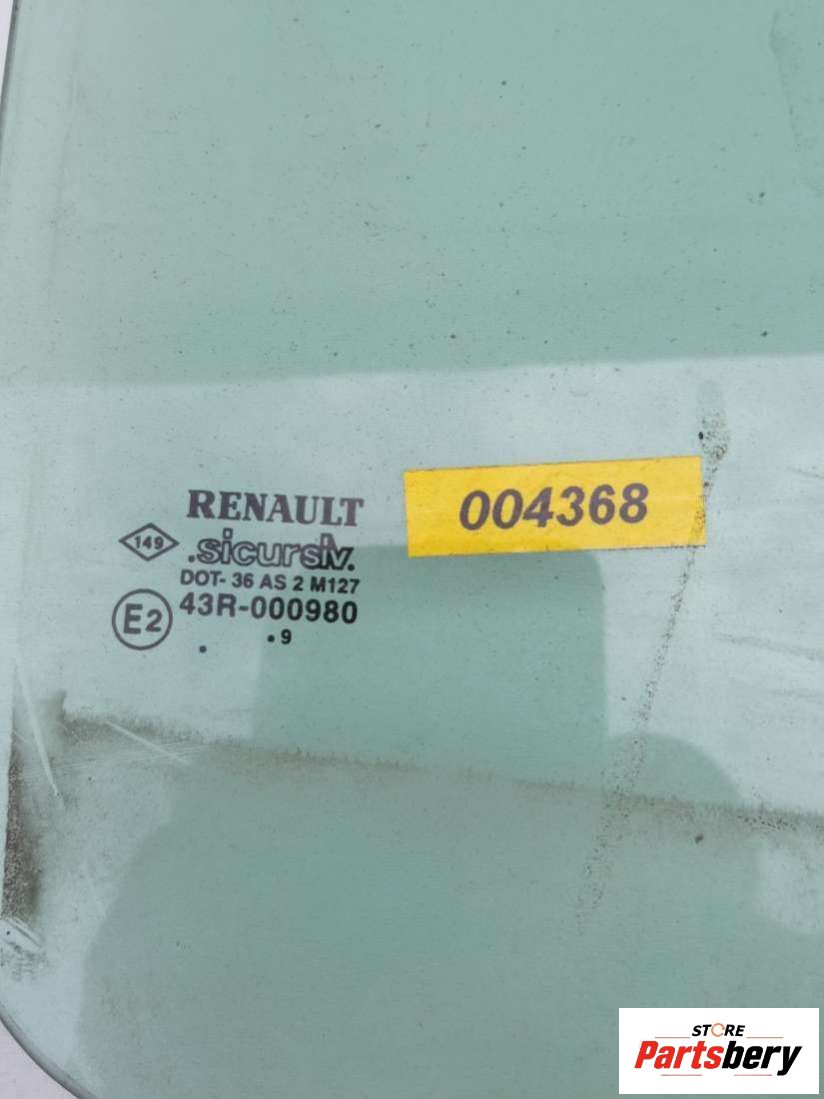 RENAULT
004368
149
.sicursiv.
DOT- 36 AS 2 M127
E2
43R-000980
. .9
STORE
Partsbery